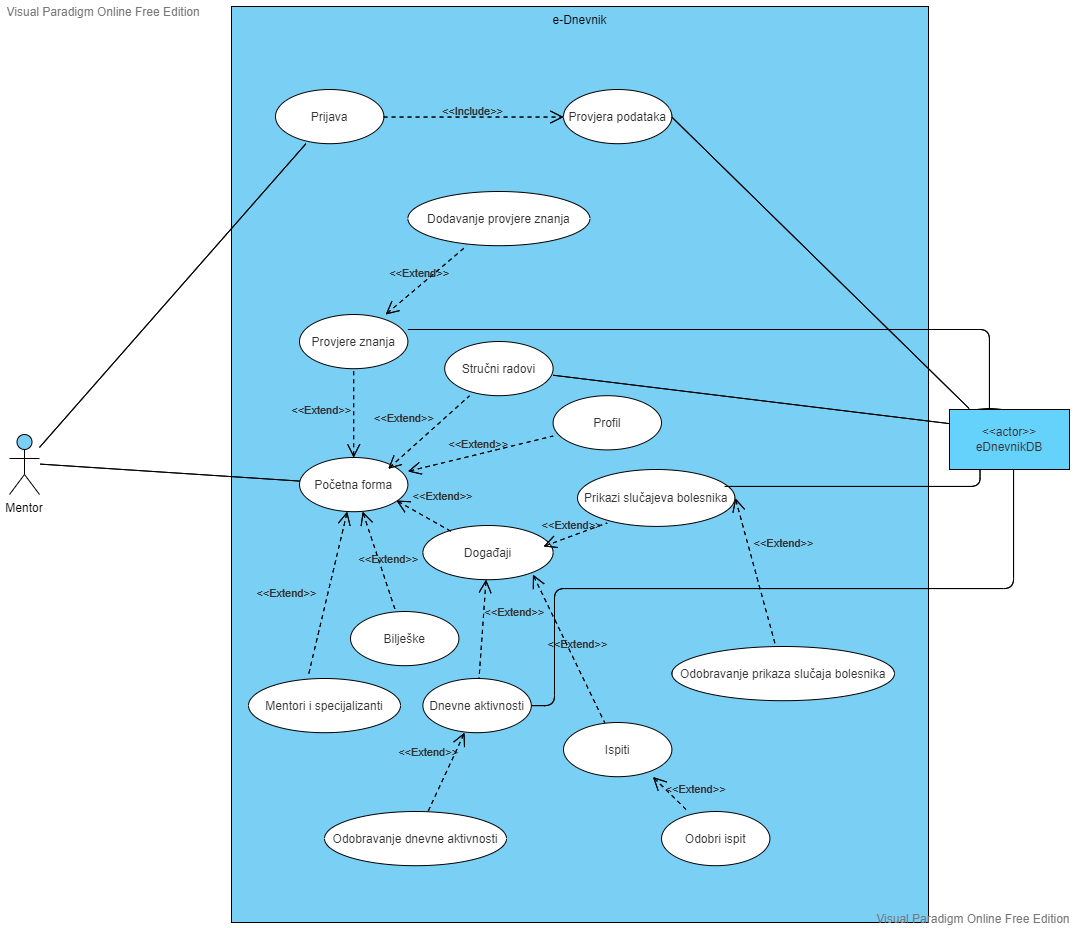 Visual Paradigm Online Free Edition
e-Dnevnik
Prijava
<<Include>>
Provjera podataka
Dodavanje provjere znanja
<<Extend>>
Provjere znanja
Stručni radovi
<<Extend>>
<<Extend>>
Profil
<<Extend>>
<<actor>>
eDnevnikDB
Mentor
Početna forma
<<Extend>>
Prikazi slučajeva bolesnika
<<Extend>>
Događaji
<<Extend>>
<<Extend>>
<<Extend>>
<<Extend>>
Bilješke
<<Extend>>
Odobravanje prikaza slučaja bolesnika
Mentori i specijalizanti
Dnevne aktivnosti
<<Extend>>
Ispiti
<<Extend>>
Odobravanje dnevne aktivnosti
Odobri ispit
Visual Paradigm Online Free Edition